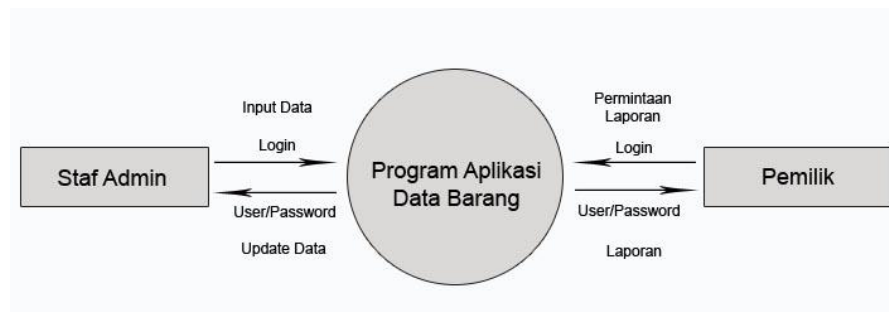 Input Data
Login
Staf Admin
User/Password
Update Data
Program Aplikasi
Data Barang
Permintaan
Laporan
Login
Pemilik
User/Password
Laporan